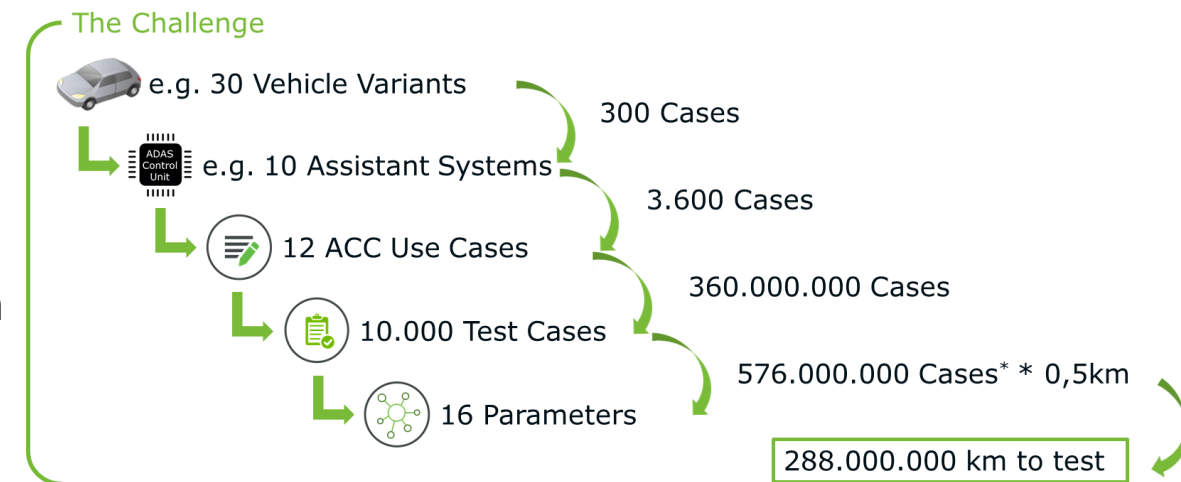 The Challenge
e.g. 30 Vehicle Variants
300 Cases
ADAS
Control
Unit
e.g. 10 Assistant Systems
3.600 Cases
12 ACC Use Cases
360.000.000 Cases
10.000 Test Cases
576.000.000 Cases* * 0,5km
16 Parameters
288.000.000 km to test